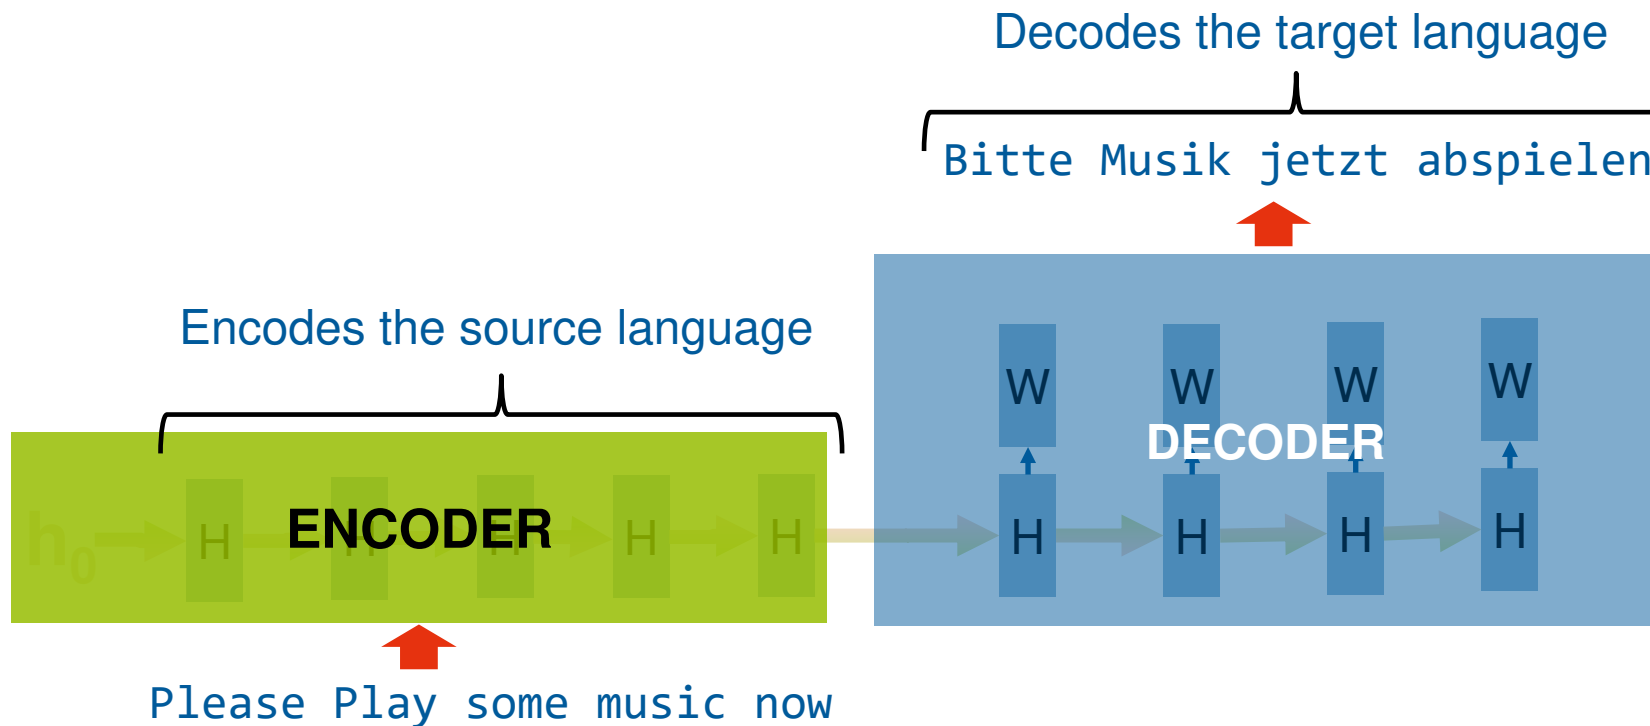 Decodes the target language
Bitte Musik jetzt abspielen
Encodes the source language
W W W W
DECODER
h0 H H H H H
ENCODER
H H H H
Please Play some music now